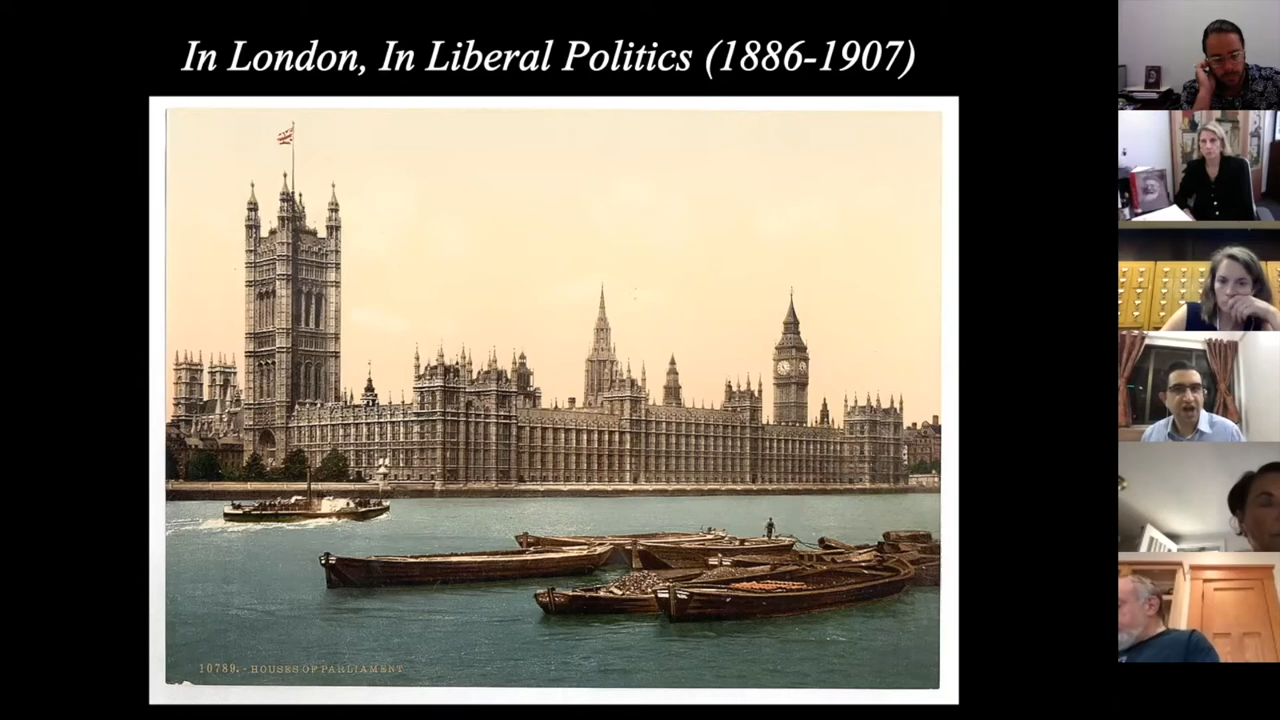 In London, In Liberal Politics (1886-1907)
10789. - HOUSES OF PARLIAMENT